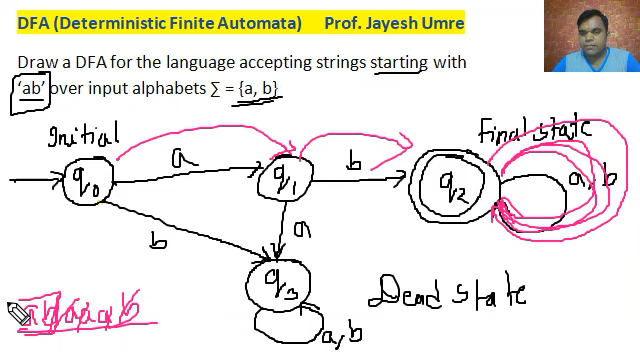 DFA (Deterministic Finite Automata) Prof. Jayesh Umre
Draw a DFA for the language accepting strings starting with
‘ab’ over input alphabets ∑ = {a, b}
Initial
Final state
q0
a
q1
b
q2
a, b
b
a
q3
Dead state
a, b